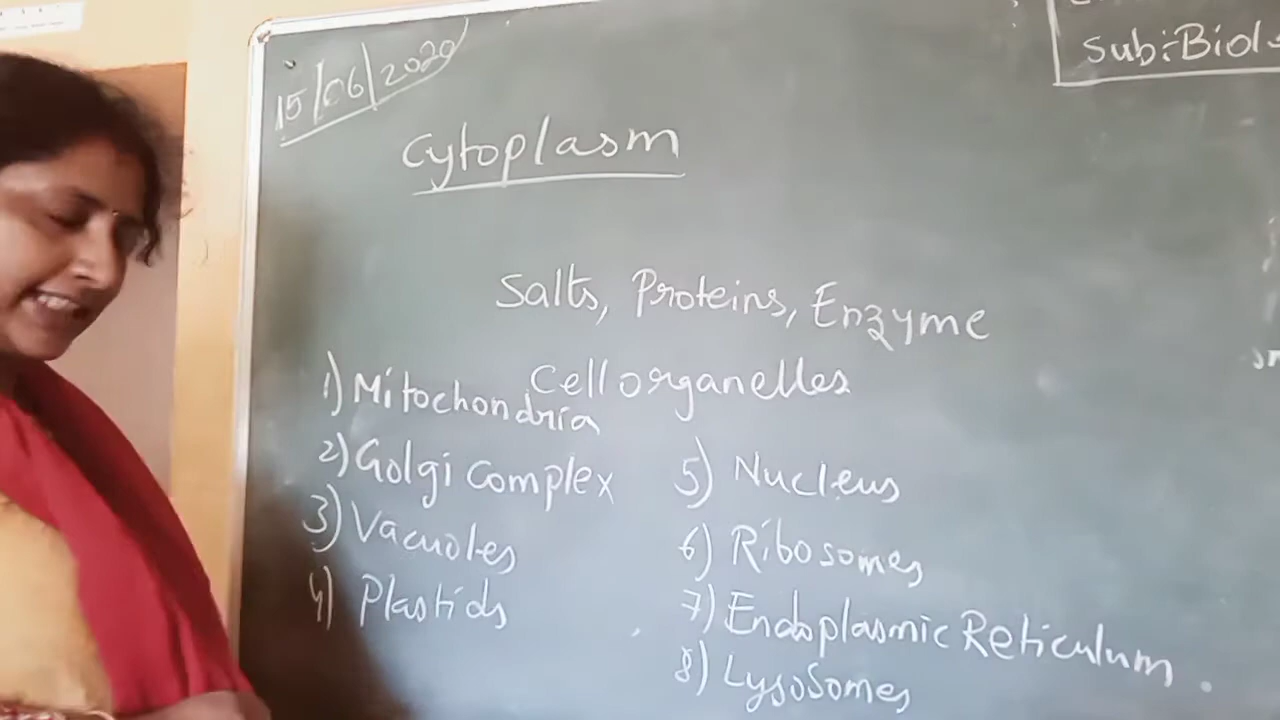 15/06/2020
Sub:-Biol
Cytoplasm
Salts, Proteins, Enzyme
Cell organelles
1) Mitochondria
2) Golgi Complex
3) Vacuoles
4) Plastids
5) Nucleus
6) Ribosomes
7) Endoplasmic Reticulum
8) Lysosomes